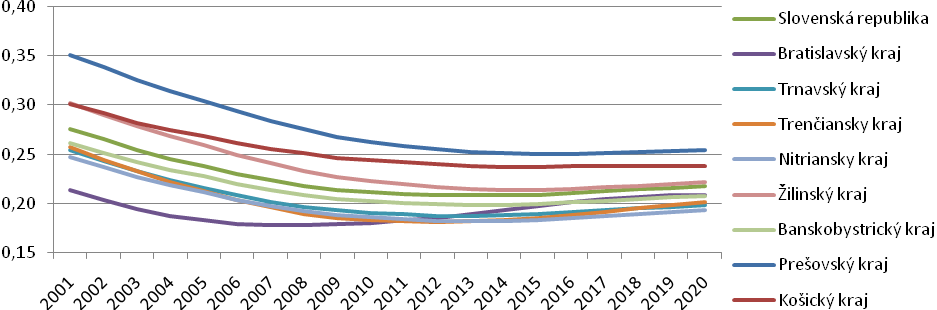 0,40
0,35
0,30
0,25
0,20
0,15
2001 2002 2003 2004 2005 2006 2007 2008 2009 2010 2011 2012 2013 2014 2015 2016 2017 2018 2019 2020
Slovenská republika
Bratislavský kraj
Trnavský kraj
Trenčiansky kraj
Nitriansky kraj
Žilinský kraj
Banskobystrický kraj
Prešovský kraj
Košický kraj